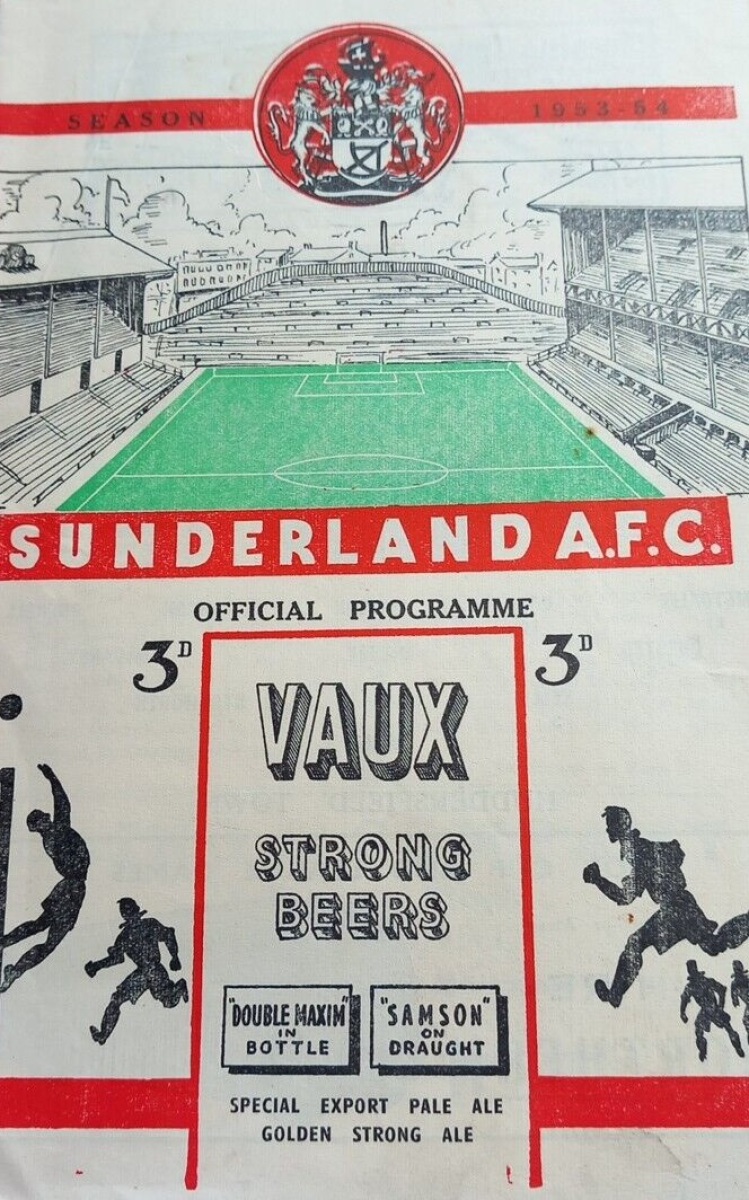 SEASON 1953-54
SUNDERLAND A.F.C.
OFFICIAL PROGRAMME
3D 3D
VAUX
STRONG
BEERS
"DOUBLE MAXIM"
IN
BOTTLE
"SAMSON"
ON
DRAUGHT
SPECIAL EXPORT PALE ALE
GOLDEN STRONG ALE